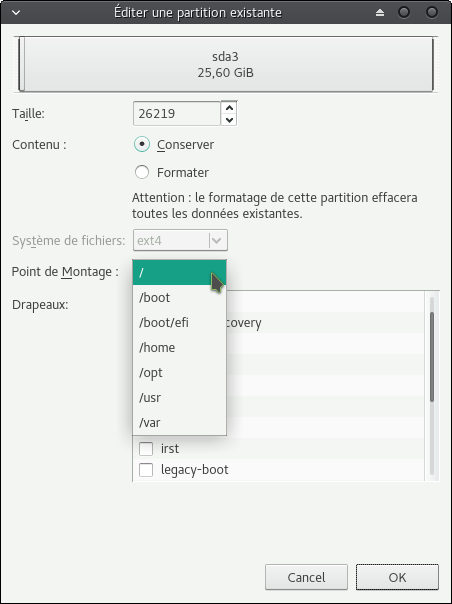 Éditer une partition existante
sda3
25,60 GiB
Taille:
26219
Contenu :
Conserver
Formater
Attention : le formatage de cette partition effacera
toutes les données existantes.
Système de fichiers:
ext4
Point de Montage :
/
Drapeaux:
/boot
/boot/efi
covery
/home
/opt
/usr
/var
irst
legacy-boot
Cancel
OK